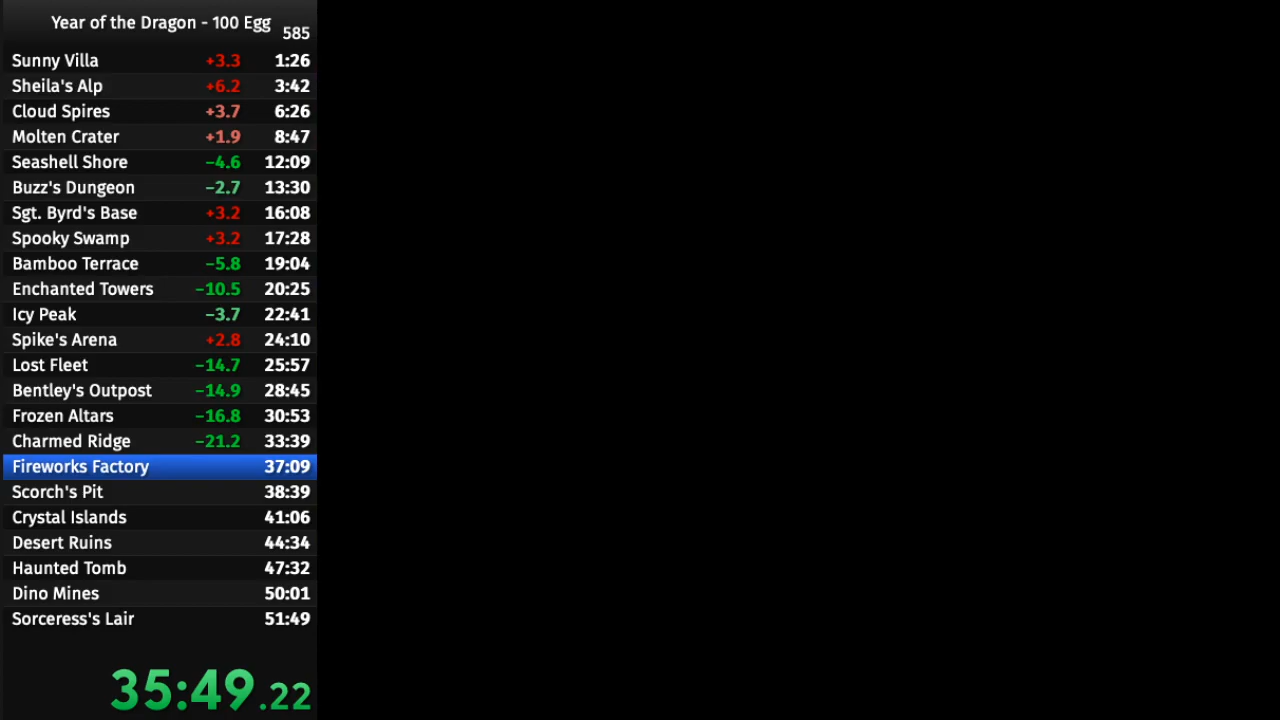 Year of the Dragon - 100 Egg
585
Sunny Villa +3.3 1:26
Sheila's Alp +6.2 3:42
Cloud Spires +3.7 6:26
Molten Crater +1.9 8:47
Seashell Shore −4.6 12:09
Buzz's Dungeon −2.7 13:30
Sgt. Byrd's Base +3.2 16:08
Spooky Swamp +3.2 17:28
Bamboo Terrace −5.8 19:04
Enchanted Towers −10.5 20:25
Icy Peak −3.7 22:41
Spike's Arena +2.8 24:10
Lost Fleet −14.7 25:57
Bentley's Outpost −14.9 28:45
Frozen Altars −16.8 30:53
Charmed Ridge −21.2 33:39
Fireworks Factory 37:09
Scorch's Pit 38:39
Crystal Islands 41:06
Desert Ruins 44:34
Haunted Tomb 47:32
Dino Mines 50:01
Sorceress's Lair 51:49
35:49.22